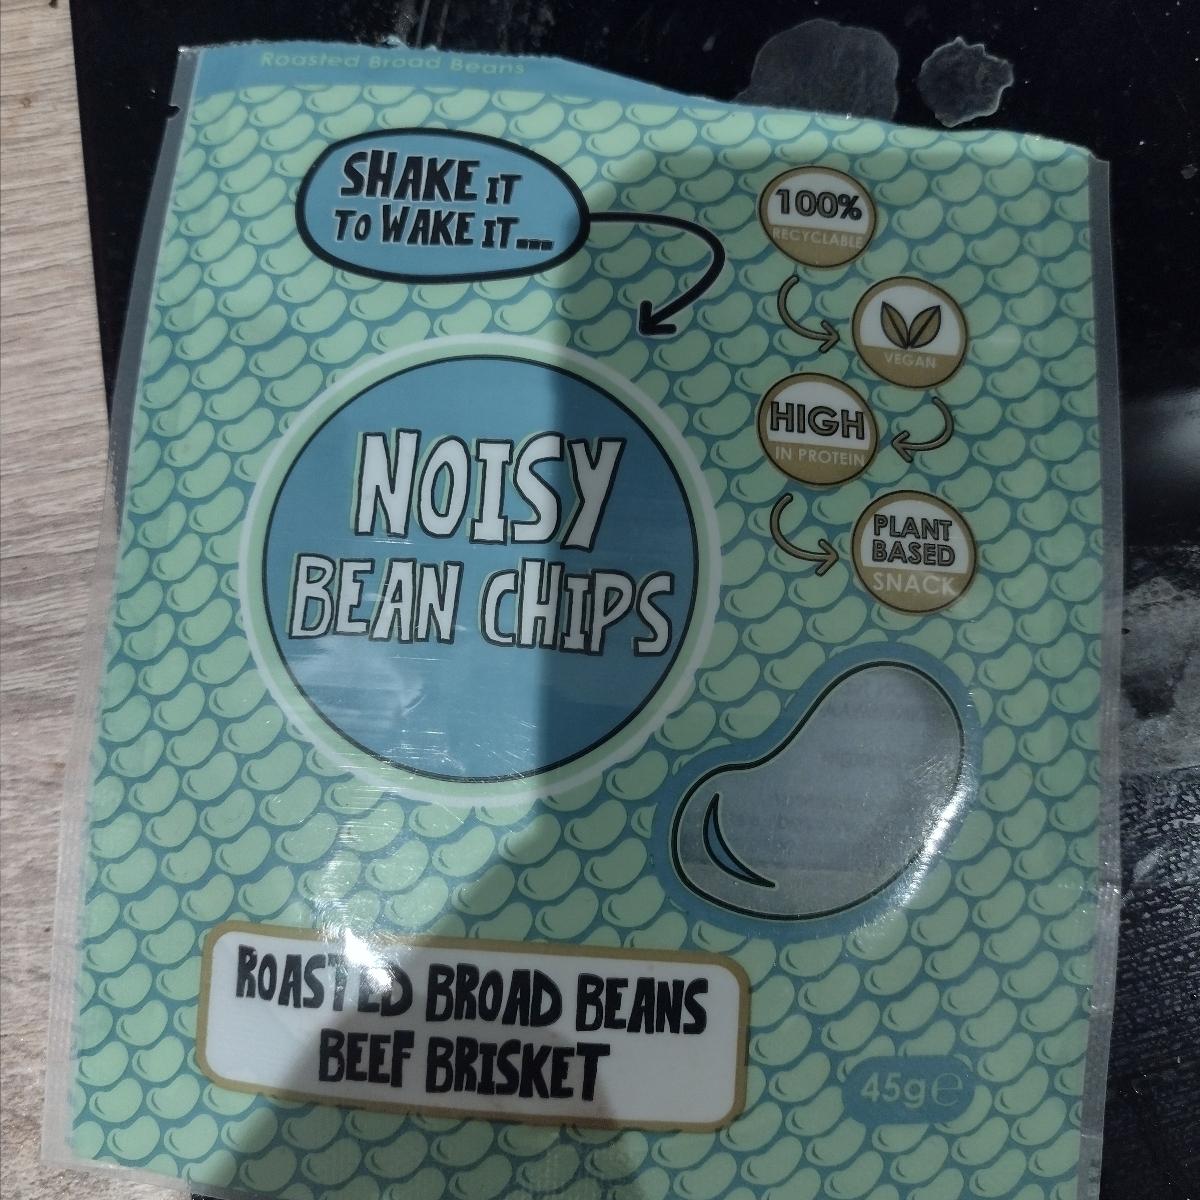 Roasted Broad Beans
SHAKE IT
TO WAKE IT...
100%
RECYCLABLE
VEGAN
HIGH
IN PROTEIN
PLANT
BASED
SNACK
NOISY
BEAN CHIPS
ROASTED BROAD BEANS
BEEF BRISKET
45g℮